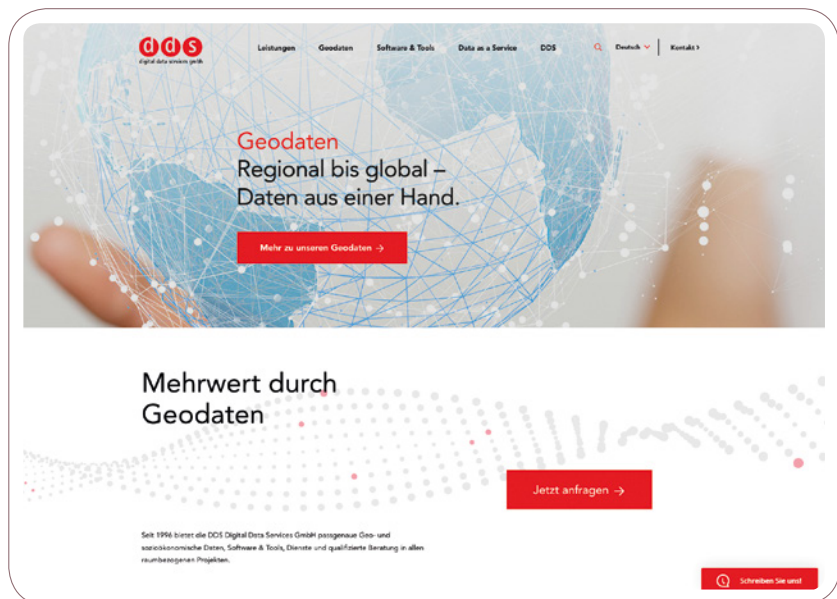 dds
digital data services gmbh
Leistungen Geodaten Software & Tools Data as a Service DDS Deutsch Kontakt
Geodaten
Regional bis global –
Daten aus einer Hand.
Mehr zu unseren Geodaten →
Mehrwert durch
Geodaten
Jetzt anfragen →
Seit 1996 bietet die DDS Digital Data Services GmbH passgenaue Geo- und
sozioökonomische Daten, Software & Tools, Dienste und qualifizierte Beratung in allen
raumbezogenen Projekten.
Schreiben Sie uns!